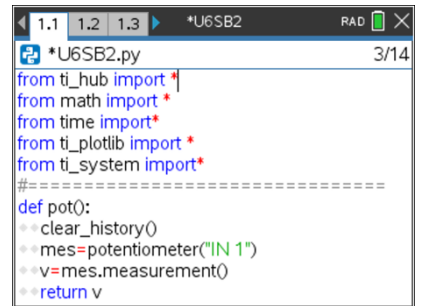 1.1 1.2 1.3 *U6SB2 RAD
*U6SB2.py 3/14
from ti_hub import *
from math import *
from time import*
from ti_plotlib import *
from ti_system import*
#================================
def pot():
◆◆clear_history()
◆◆mes=potentiometer("IN 1")
◆◆v=mes.measurement()
◆◆return v